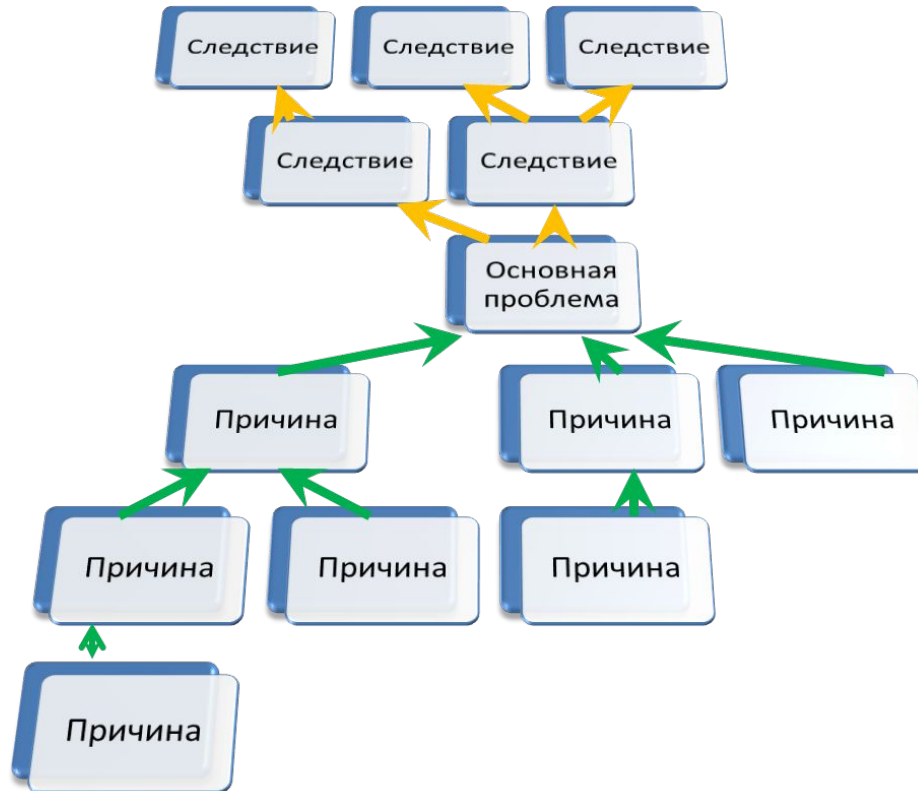 Следствие
Следствие
Следствие
Следствие
Следствие
Основная
проблема
Причина
Причина
Причина
Причина
Причина
Причина
Причина